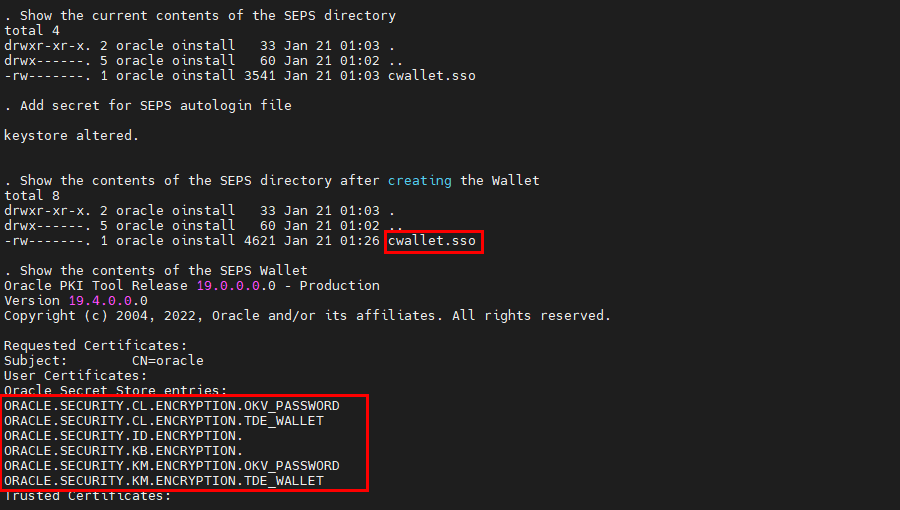 . Show the current contents of the SEPS directory
total 4
drwxr-xr-x. 2 oracle oinstall   33 Jan 21 01:03 .
drwx------. 5 oracle oinstall   60 Jan 21 01:02 ..
-rw-------. 1 oracle oinstall 3541 Jan 21 01:03 cwallet.sso
. Add secret for SEPS autologin file
keystore altered.
. Show the contents of the SEPS directory after creating the Wallet
total 8
drwxr-xr-x. 2 oracle oinstall   33 Jan 21 01:03 .
drwx------. 5 oracle oinstall   60 Jan 21 01:02 ..
-rw-------. 1 oracle oinstall 4621 Jan 21 01:26 cwallet.sso
. Show the contents of the SEPS Wallet
Oracle PKI Tool Release 19.0.0.0.0 - Production
Version 19.4.0.0.0
Copyright (c) 2004, 2022, Oracle and/or its affiliates. All rights reserved.
Requested Certificates:
Subject:        CN=oracle
User Certificates:
Oracle Secret Store entries:
ORACLE.SECURITY.CL.ENCRYPTION.OKV_PASSWORD
ORACLE.SECURITY.CL.ENCRYPTION.TDE_WALLET
ORACLE.SECURITY.ID.ENCRYPTION.
ORACLE.SECURITY.KB.ENCRYPTION.
ORACLE.SECURITY.KM.ENCRYPTION.OKV_PASSWORD
ORACLE.SECURITY.KM.ENCRYPTION.TDE_WALLET
Trusted Certificates: